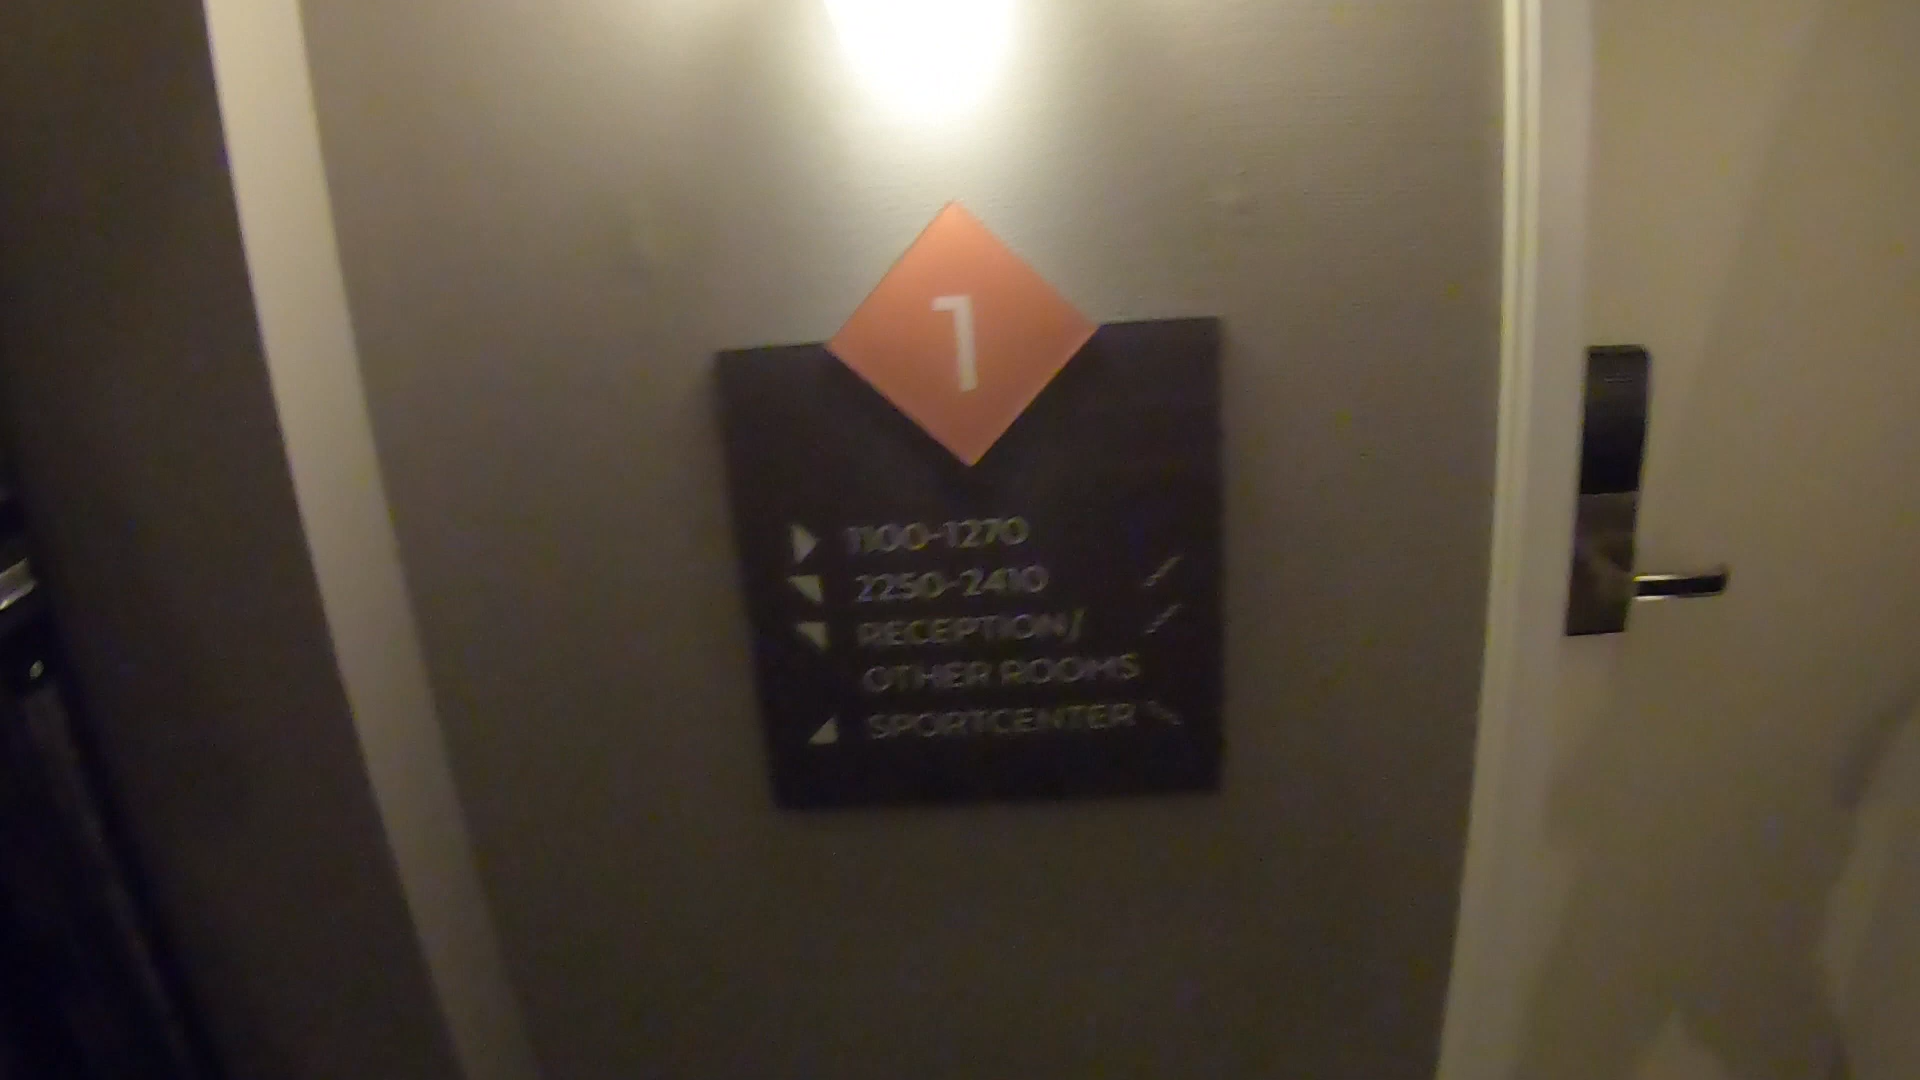 1
1100-1270
2250-2410
RECEPTION/
OTHER ROOMS
SPORTCENTER